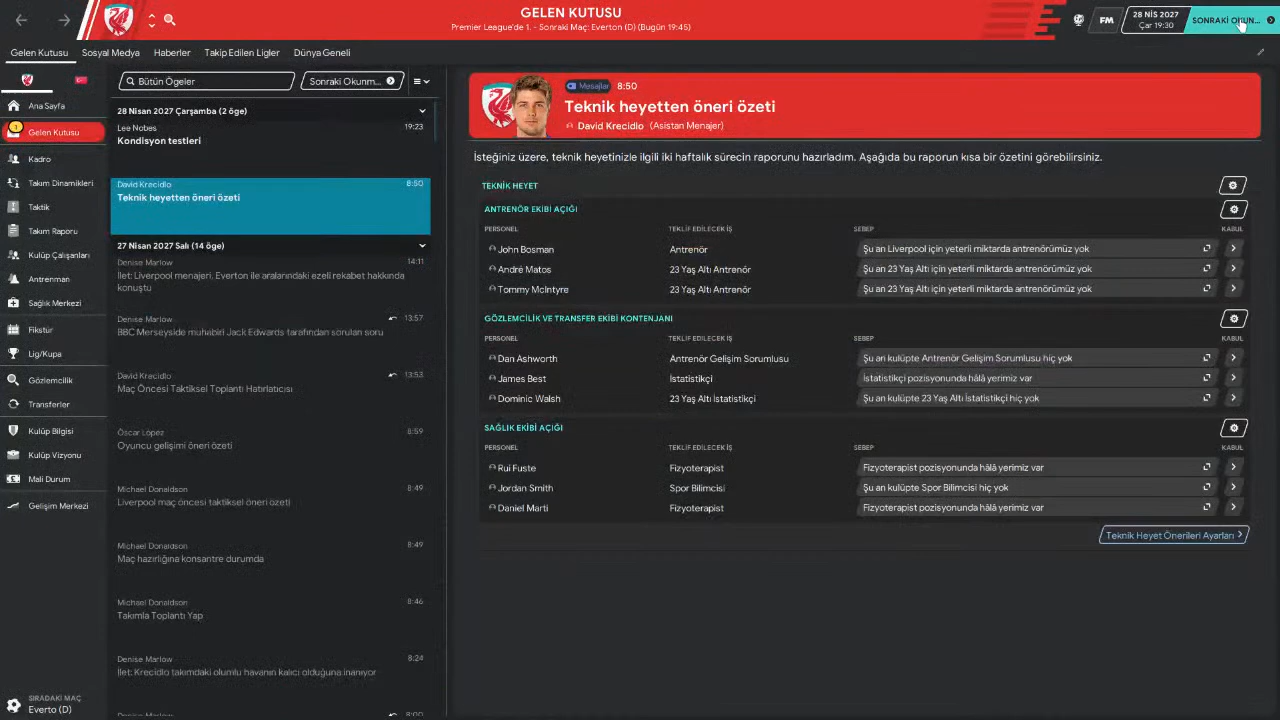 GELEN KUTUSU
Premier League'de 1. - Sonraki Maç: Everton (D) (Bugün 19:45)
FM
28 NİS 2027
Çar 19:30
SONRAKİ OKUN...
Gelen Kutusu
Sosyal Medya
Haberler
Takip Edilen Ligler
Dünya Geneli
Ana Sayfa
1
Gelen Kutusu
Kadro
Takım Dinamikleri
Taktik
Takım Raporu
Kulüp Çalışanları
Antrenman
Sağlık Merkezi
Fikstür
Lig/Kupa
Gözlemcilik
Transferler
Kulüp Bilgisi
Kulüp Vizyonu
Mali Durum
Gelişim Merkezi
SIRADAKİ MAÇ
Everto (D)
Bütün Ögeler
Sonraki Okunm...
28 Nisan 2027 Çarşamba (2 öge)
Lee Nobes 19:23
Kondisyon testleri
David Krecidlo 8:50
Teknik heyetten öneri özeti
27 Nisan 2027 Salı (14 öge)
Denise Marlow 14:11
İlet: Liverpool menajeri, Everton ile aralarındaki ezeli rekabet hakkında
konuştu
Denise Marlow 13:57
BBC Merseyside muhabiri Jack Edwards tarafından sorulan soru
David Krecidlo 13:53
Maç Öncesi Taktiksel Toplantı Hatırlatıcısı
Óscar López 8:59
Oyuncu gelişimi öneri özeti
Michael Donaldson 8:49
Liverpool maç öncesi taktiksel öneri özeti
Michael Donaldson 8:49
Maç hazırlığına konsantre durumda
Michael Donaldson 8:46
Takımla Toplantı Yap
Denise Marlow 8:24
İlet: Krecidlo takımdaki olumlu havanın kalıcı olduğuna inanıyor
Denise Marlow 8:00
Mesajlar 8:50
Teknik heyetten öneri özeti
David Krecidlo (Asistan Menajer)
İsteğiniz üzere, teknik heyetinizle ilgili iki haftalık sürecin raporunu hazırladım. Aşağıda bu raporun kısa bir özetini görebilirsiniz.
TEKNİK HEYET
ANTRENÖR EKİBİ AÇIĞI
PERSONEL TEKLİF EDİLECEK İŞ SEBEP KABUL
John Bosman Antrenör Şu an Liverpool için yeterli miktarda antrenörümüz yok
André Matos 23 Yaş Altı Antrenör Şu an 23 Yaş Altı için yeterli miktarda antrenörümüz yok
Tommy McIntyre 23 Yaş Altı Antrenör Şu an 23 Yaş Altı için yeterli miktarda antrenörümüz yok
GÖZLEMCİLİK VE TRANSFER EKİBİ KONTENJANI
PERSONEL TEKLİF EDİLECEK İŞ SEBEP KABUL
Dan Ashworth Antrenör Gelişim Sorumlusu Şu an kulüpte Antrenör Gelişim Sorumlusu hiç yok
James Best İstatistikçi İstatistikçi pozisyonunda hâlâ yerimiz var
Dominic Walsh 23 Yaş Altı İstatistikçi Şu an kulüpte 23 Yaş Altı İstatistikçi hiç yok
SAĞLIK EKİBİ AÇIĞI
PERSONEL TEKLİF EDİLECEK İŞ SEBEP KABUL
Rui Fuste Fizyoterapist Fizyoterapist pozisyonunda hâlâ yerimiz var
Jordan Smith Spor Bilimcisi Şu an kulüpte Spor Bilimcisi hiç yok
Daniel Marti Fizyoterapist Fizyoterapist pozisyonunda hâlâ yerimiz var
Teknik Heyet Önerileri Ayarları